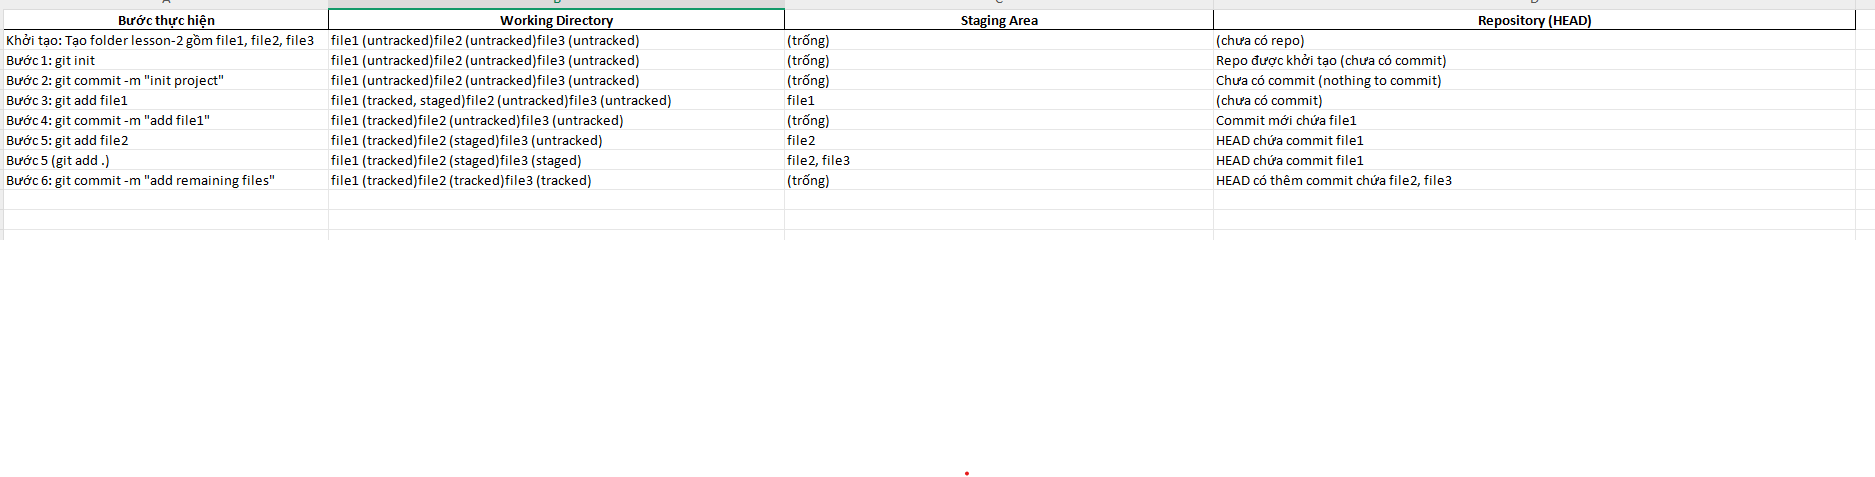 Bước thực hiện Working Directory Staging Area Repository (HEAD)
Khởi tạo: Tạo folder lesson-2 gồm file1, file2, file3 file1 (untracked)file2 (untracked)file3 (untracked) (trống) (chưa có repo)
Bước 1: git init file1 (untracked)file2 (untracked)file3 (untracked) (trống) Repo được khởi tạo (chưa có commit)
Bước 2: git commit -m "init project" file1 (untracked)file2 (untracked)file3 (untracked) (trống) Chưa có commit (nothing to commit)
Bước 3: git add file1 file1 (tracked, staged)file2 (untracked)file3 (untracked) file1 (chưa có commit)
Bước 4: git commit -m "add file1" file1 (tracked)file2 (untracked)file3 (untracked) (trống) Commit mới chứa file1
Bước 5: git add file2 file1 (tracked)file2 (staged)file3 (untracked) file2 HEAD chứa commit file1
Bước 5 (git add .) file1 (tracked)file2 (staged)file3 (staged) file2, file3 HEAD chứa commit file1
Bước 6: git commit -m "add remaining files" file1 (tracked)file2 (tracked)file3 (tracked) (trống) HEAD có thêm commit chứa file2, file3